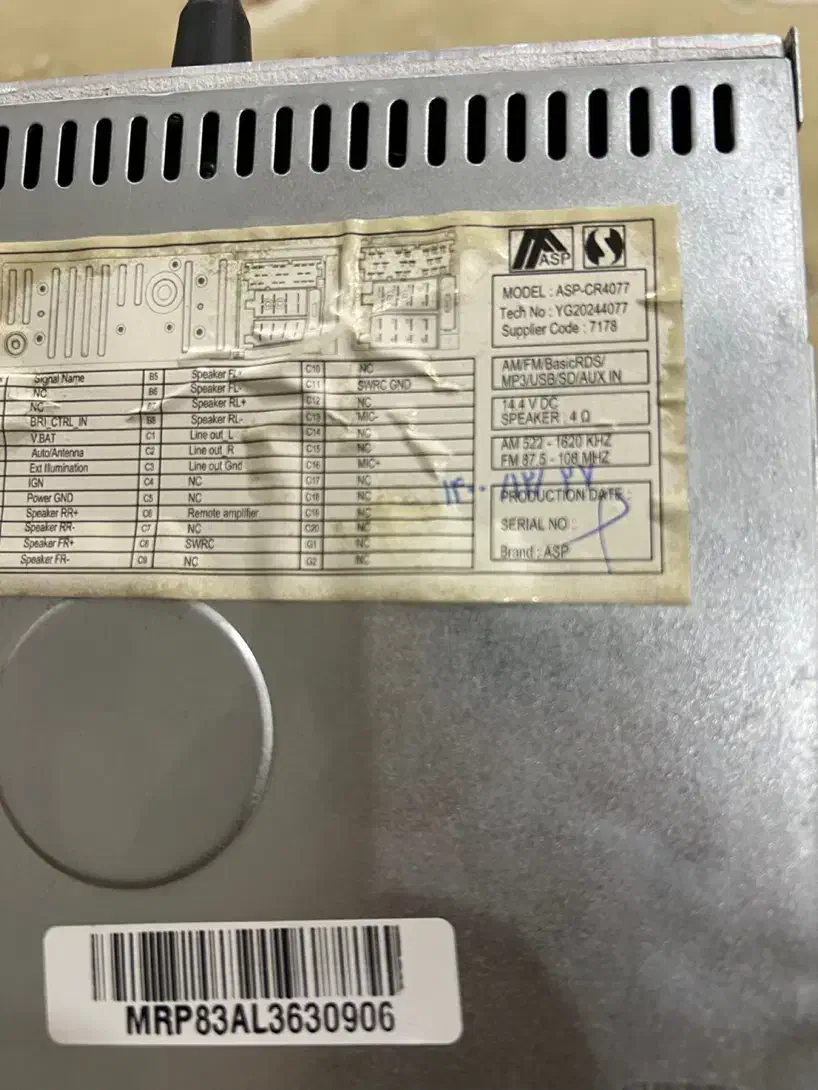 ASP
MODEL : ASP-CR4077
Tech No : YG20244077
Supplier Code : 7178
AM/FM/BasicRDS/
MP3/USB/SD/AUX IN
14.4 V DC
SPEAKER : 4 Ω
AM 522 - 1620 KHZ
FM 87.5 - 108 MHZ
PRODUCTION DATE :
SERIAL NO :
Brand : ASP
Signal Name B5 Speaker FL+ C10 NC
NC B6 Speaker FL- C11 SWRC GND
NC B7 Speaker RL+ C12 NC
BRI_CTRL_IN B8 Speaker RL- C13 MIC-
V.BAT C1 Line out_L C14 NC
Auto/Antenna C2 Line out_R C15 NC
Ext Illumination C3 Line out Gnd C16 MIC+
IGN C4 NC C17 NC
Power GND C5 NC C18 NC
Speaker RR+ C6 Remote amplifier C19 NC
Speaker RR- C7 NC C20 NC
Speaker FR+ C8 SWRC G1 NC
Speaker FR- C9 NC G2 NC
MRP83AL3630906